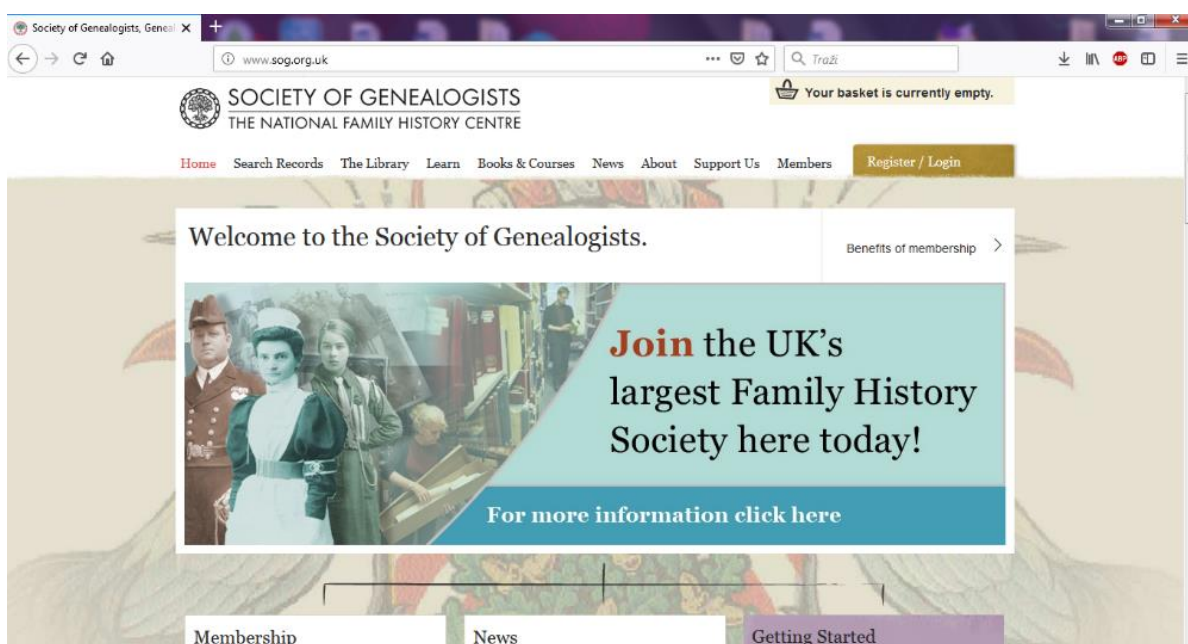 Society of Genealogists, Geneal
www.sog.org.uk
Traži
ABP
Your basket is currently empty.
SOCIETY OF GENEALOGISTS
THE NATIONAL FAMILY HISTORY CENTRE
Home Search Records The Library Learn Books & Courses News About Support Us Members Register / Login
Welcome to the Society of Genealogists.
Benefits of membership
Join the UK's
largest Family History
Society here today!
For more information click here
Membership News Getting Started